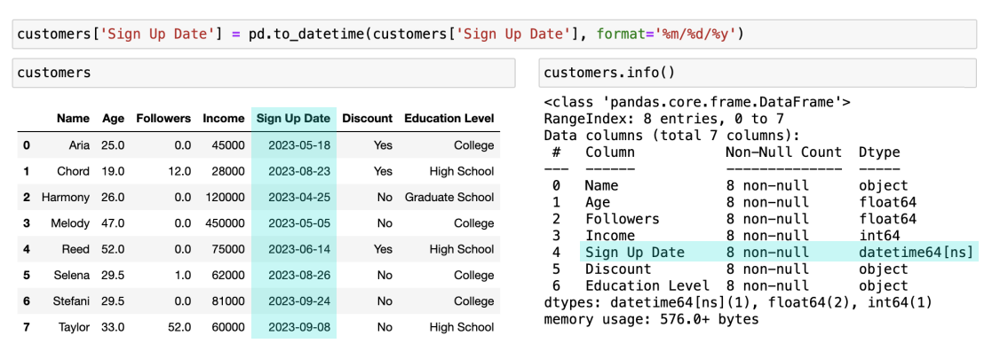 customers['Sign Up Date'] = pd.to_datetime(customers['Sign Up Date'], format='%m/%d/%y')
customers
Name Age Followers Income Sign Up Date Discount Education Level
0 Aria 25.0 0.0 45000 2023-05-18 Yes College
1 Chord 19.0 12.0 28000 2023-08-23 Yes High School
2 Harmony 26.0 0.0 120000 2023-04-25 No Graduate School
3 Melody 47.0 0.0 450000 2023-05-05 No College
4 Reed 52.0 0.0 75000 2023-06-14 Yes High School
5 Selena 29.5 1.0 62000 2023-08-26 No College
6 Stefani 29.5 0.0 81000 2023-09-24 No College
7 Taylor 33.0 52.0 60000 2023-09-08 No High School
customers.info()
<class 'pandas.core.frame.DataFrame'>
RangeIndex: 8 entries, 0 to 7
Data columns (total 7 columns):
# Column Non-Null Count Dtype
--- ------ -------------- -----
0 Name 8 non-null object
1 Age 8 non-null float64
2 Followers 8 non-null float64
3 Income 8 non-null int64
4 Sign Up Date 8 non-null datetime64[ns]
5 Discount 8 non-null object
6 Education Level 8 non-null object
dtypes: datetime64[ns](1), float64(2), int64(1)
memory usage: 576.0+ bytes